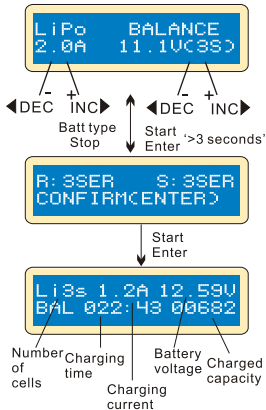 LiPo BALANCE
2.0A 11.1V(3S)
- + - +
◀DEC INC▶ ◀DEC INC▶
Batt type
Stop
Start
Enter '>3 seconds'
R: 3SER S: 3SER
CONFIRM(ENTER)
Start
Enter
Li3s 1.2A 12.59V
BAL 022:43 00682
Number
of
cells
Charging
time
Charging
current
Battery
voltage
Charged
capacity